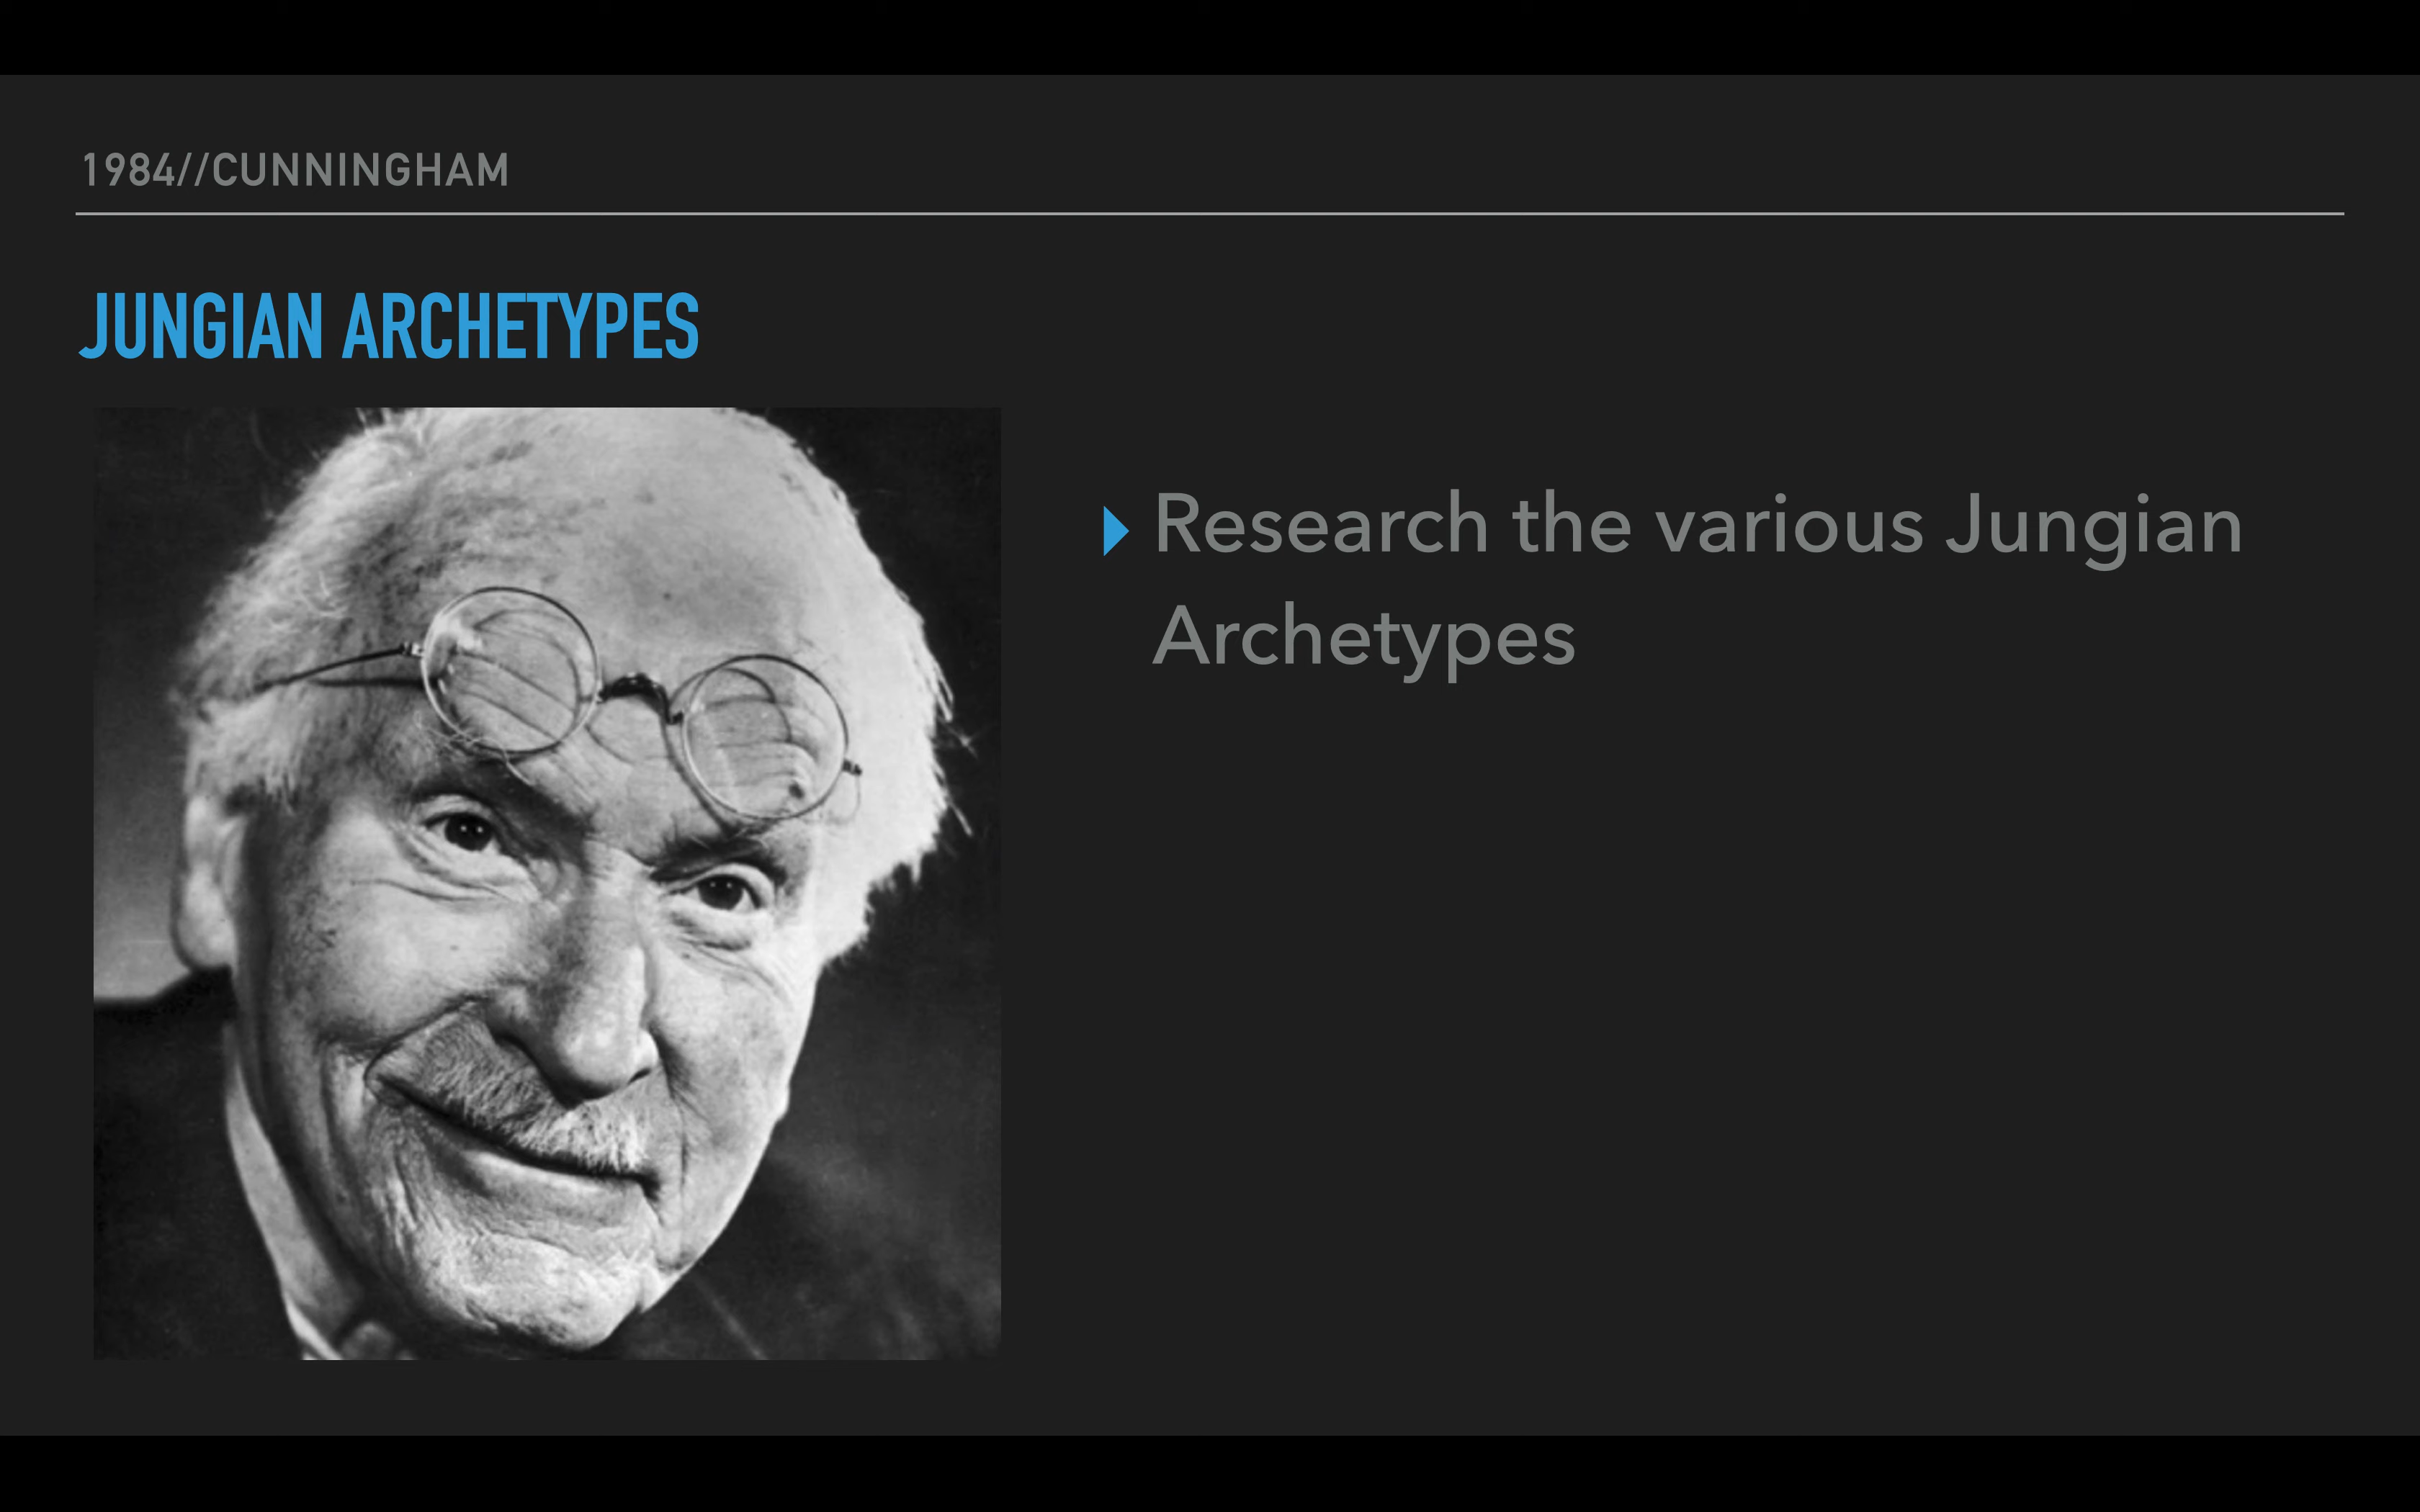 1984//CUNNINGHAM
JUNGIAN ARCHETYPES
Research the various Jungian
Archetypes